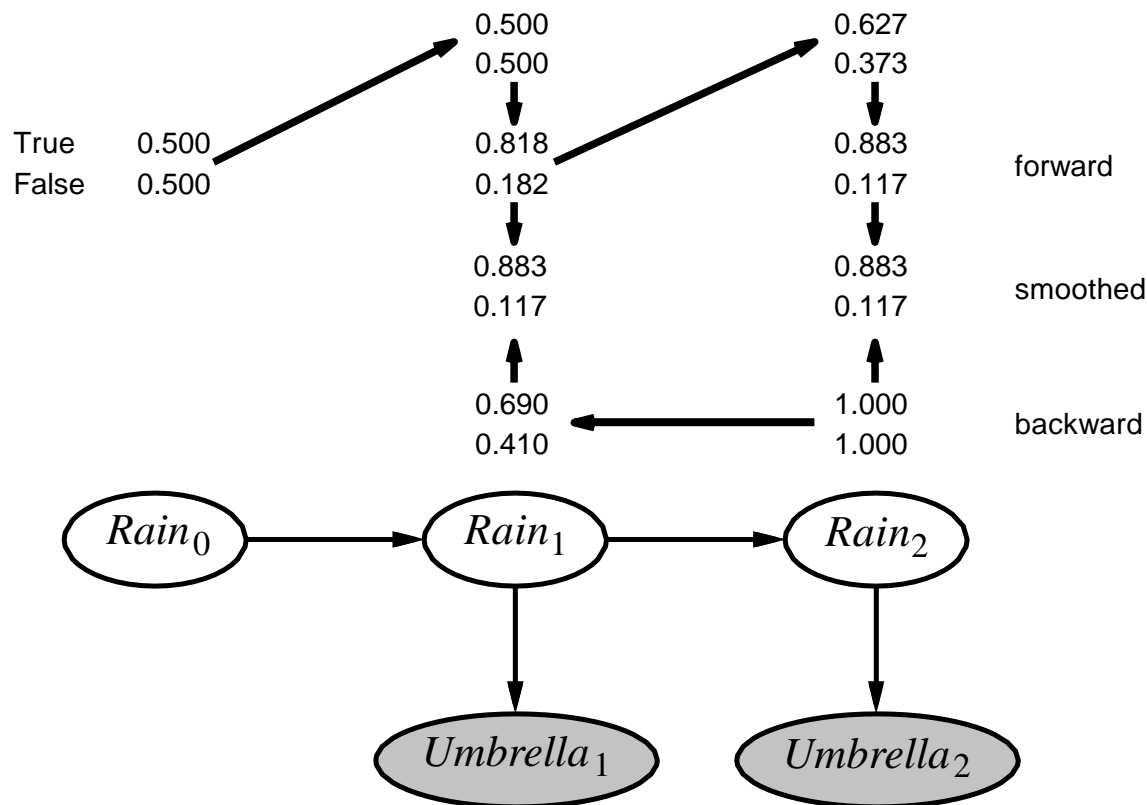 0.500 0.627
0.500 0.373
True 0.500 0.818 0.883
False 0.500 0.182 0.117
forward
0.883 0.883
0.117 0.117
smoothed
0.690 1.000
0.410 1.000
backward
Rain0 Rain1 Rain2
Umbrella1 Umbrella2